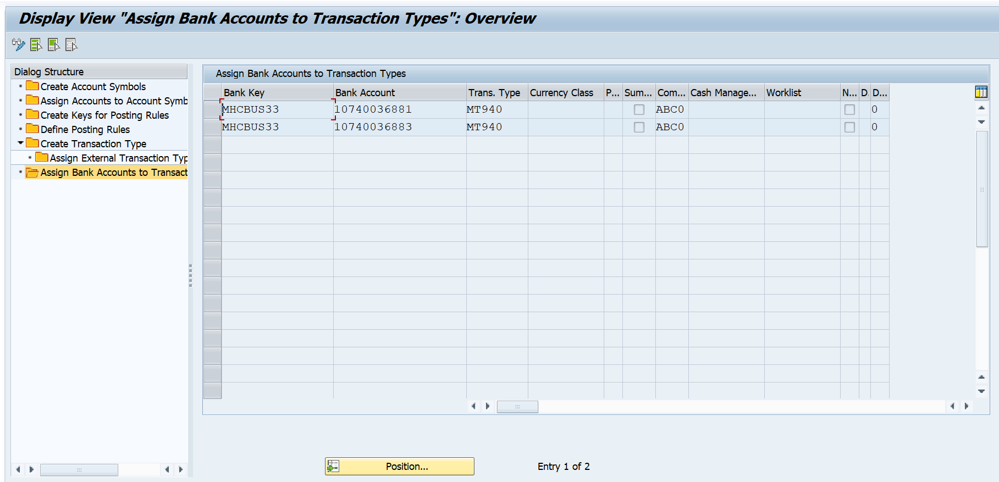 Display View "Assign Bank Accounts to Transaction Types": Overview
Dialog Structure
Create Account Symbols
Assign Accounts to Account Symb
Create Keys for Posting Rules
Define Posting Rules
Create Transaction Type
Assign External Transaction Typ
Assign Bank Accounts to Transact
Assign Bank Accounts to Transaction Types
Bank Key Bank Account Trans. Type Currency Class P... Sum... Com... Cash Manage... Worklist N... D. D...
MHCBUS33 10740036881 MT940 ABC0 0
MHCBUS33 10740036883 MT940 ABC0 0
Position... Entry 1 of 2